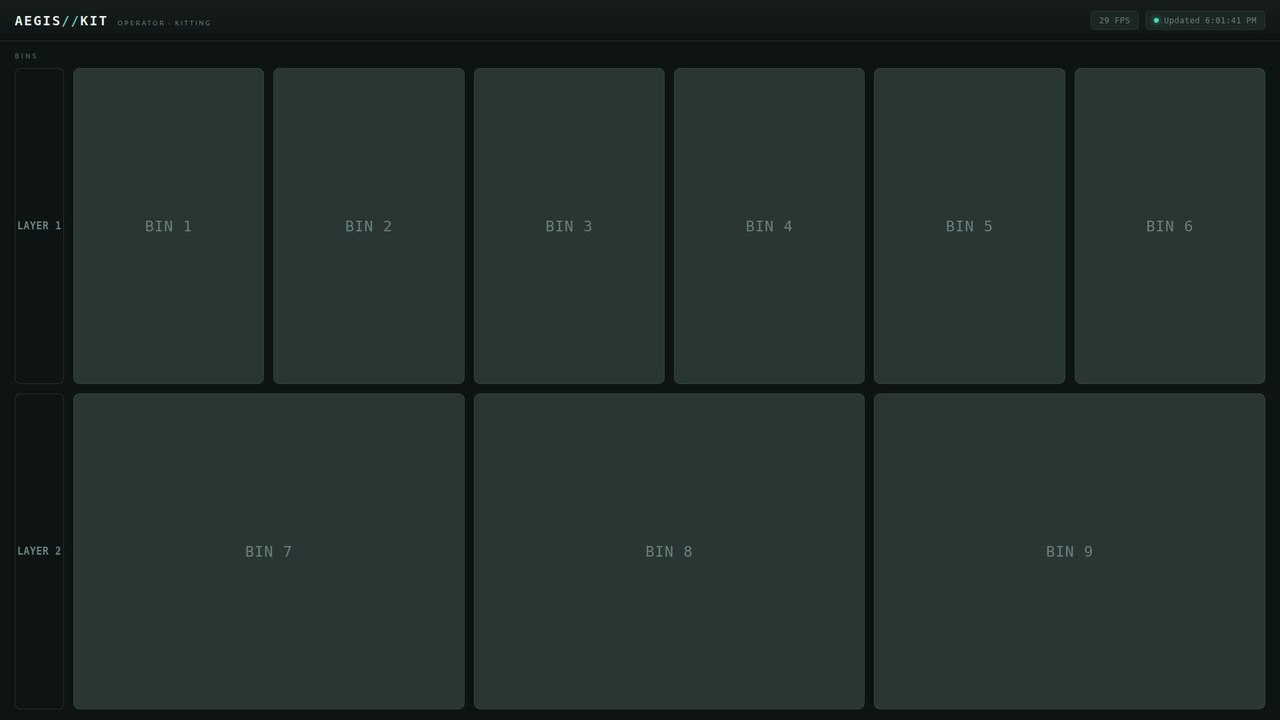 AEGIS//KIT OPERATOR · KITTING 29 FPS Updated 6:01:41 PM
BINS
LAYER 1 BIN 1 BIN 2 BIN 3 BIN 4 BIN 5 BIN 6
LAYER 2 BIN 7 BIN 8 BIN 9